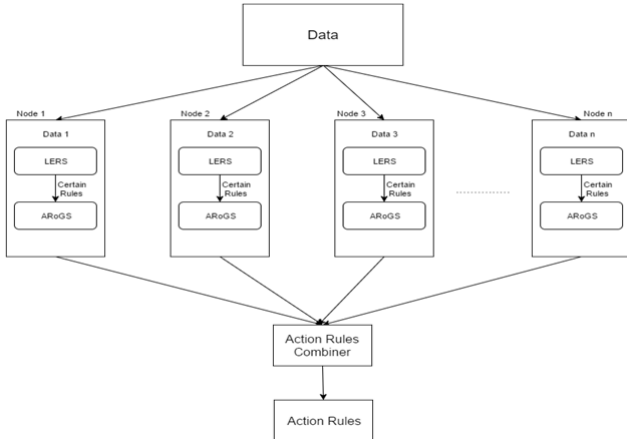 Data
Node 1
Node 2
Node 3
Node n
Data 1
Data 2
Data 3
Data n
LERS
LERS
LERS
LERS
Certain
Rules
Certain
Rules
Certain
Rules
Certain
Rules
ARoGS
ARoGS
ARoGS
ARoGS
Action Rules
Combiner
Action Rules